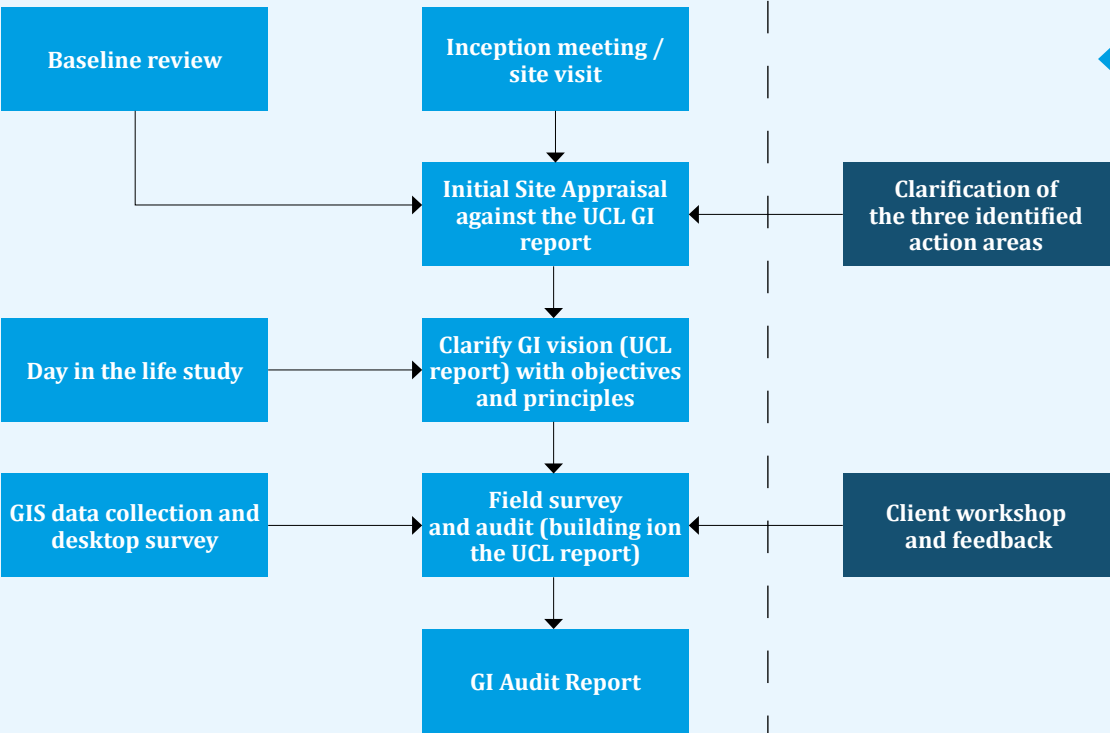 Baseline review
Inception meeting /
site visit
Initial Site Appraisal
against the UCL GI
report
Clarification of
the three identified
action areas
Day in the life study
Clarify GI vision (UCL
report) with objectives
and principles
GIS data collection and
desktop survey
Field survey
and audit (building ion
the UCL report)
Client workshop
and feedback
GI Audit Report